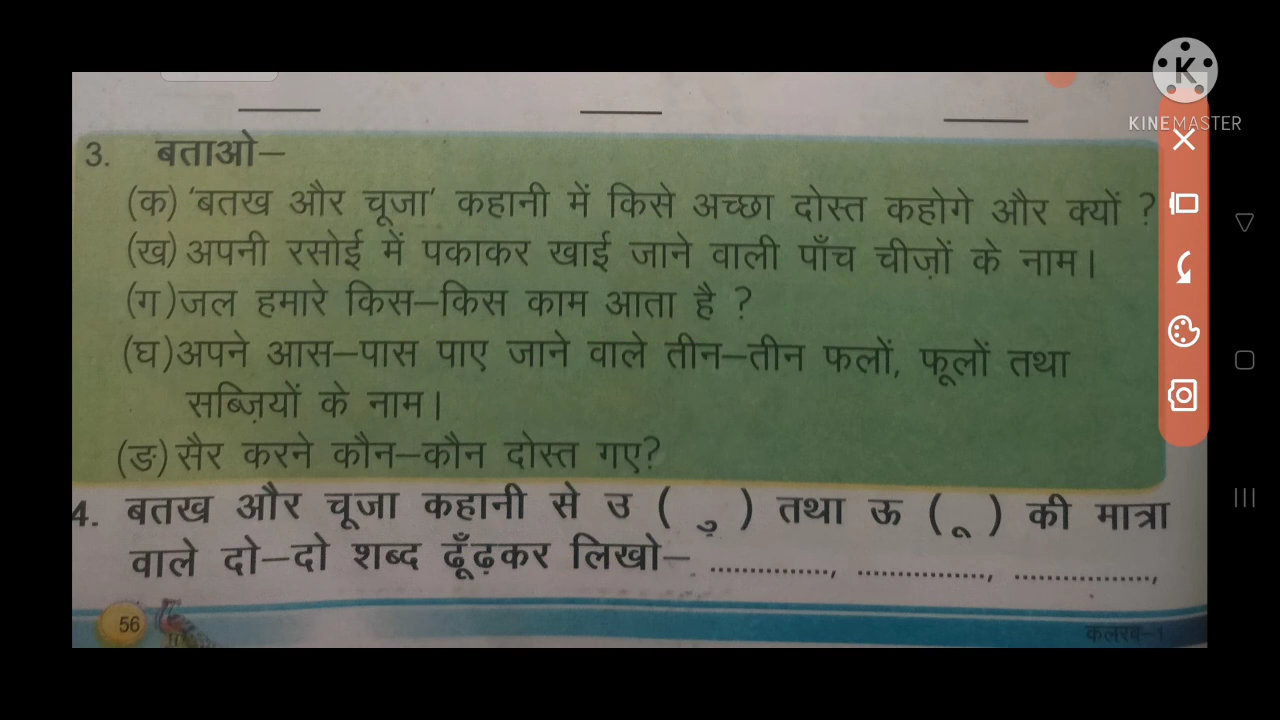 KINEMASTER
3. बताओ–
(क) 'बतख और चूजा' कहानी में किसे अच्छा दोस्त कहोगे और क्यों ?
(ख) अपनी रसोई में पकाकर खाई जाने वाली पाँच चीज़ों के नाम।
(ग) जल हमारे किस–किस काम आता है ?
(घ) अपने आस–पास पाए जाने वाले तीन–तीन फलों, फूलों तथा
सब्ज़ियों के नाम।
(ङ) सैर करने कौन–कौन दोस्त गए?
4. बतख और चूजा कहानी से उ ( ु ) तथा ऊ ( ू ) की मात्रा
वाले दो–दो शब्द ढूँढ़कर लिखो– ..............., ..............., ...............,
56
कलरव–1